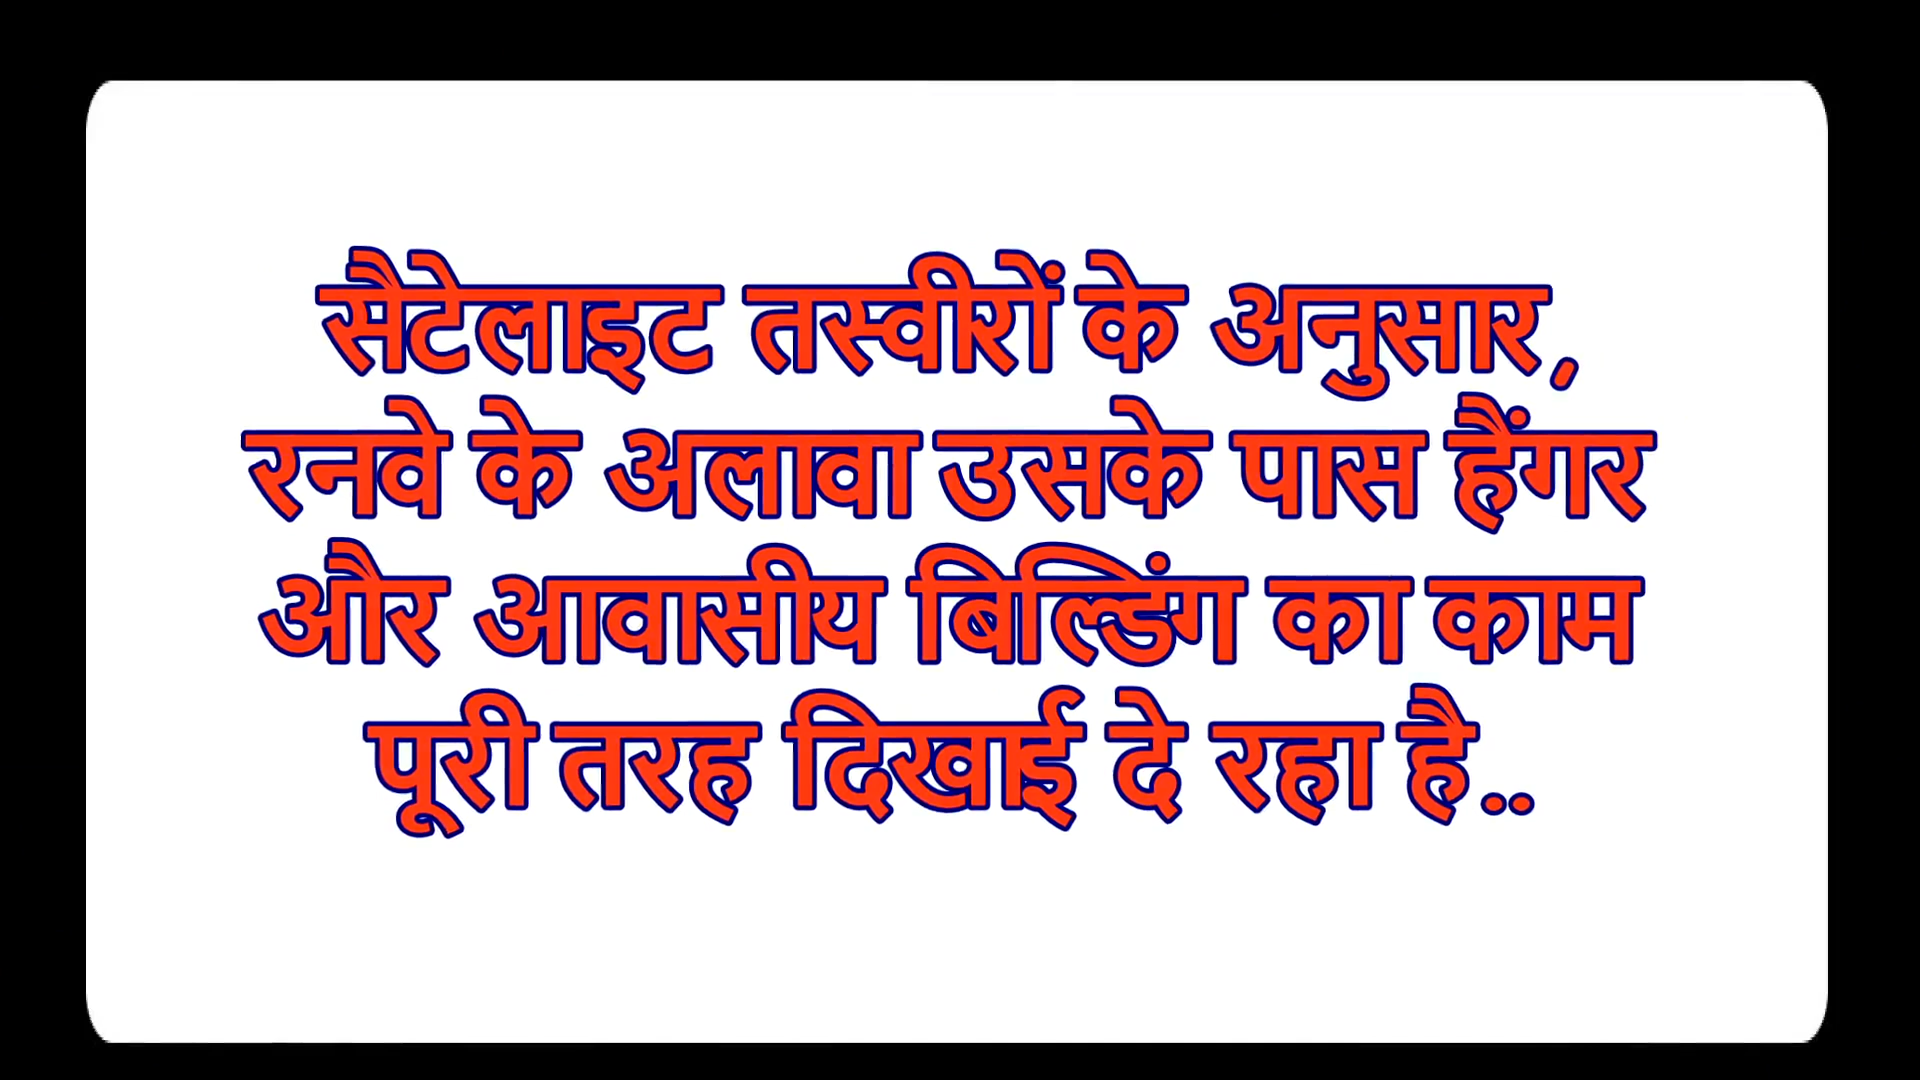 सैटेलाइट तस्वीरों के अनुसार,
रनवे के अलावा उसके पास हैंगर
और आवासीय बिल्डिंग का काम
पूरी तरह दिखाई दे रहा है..